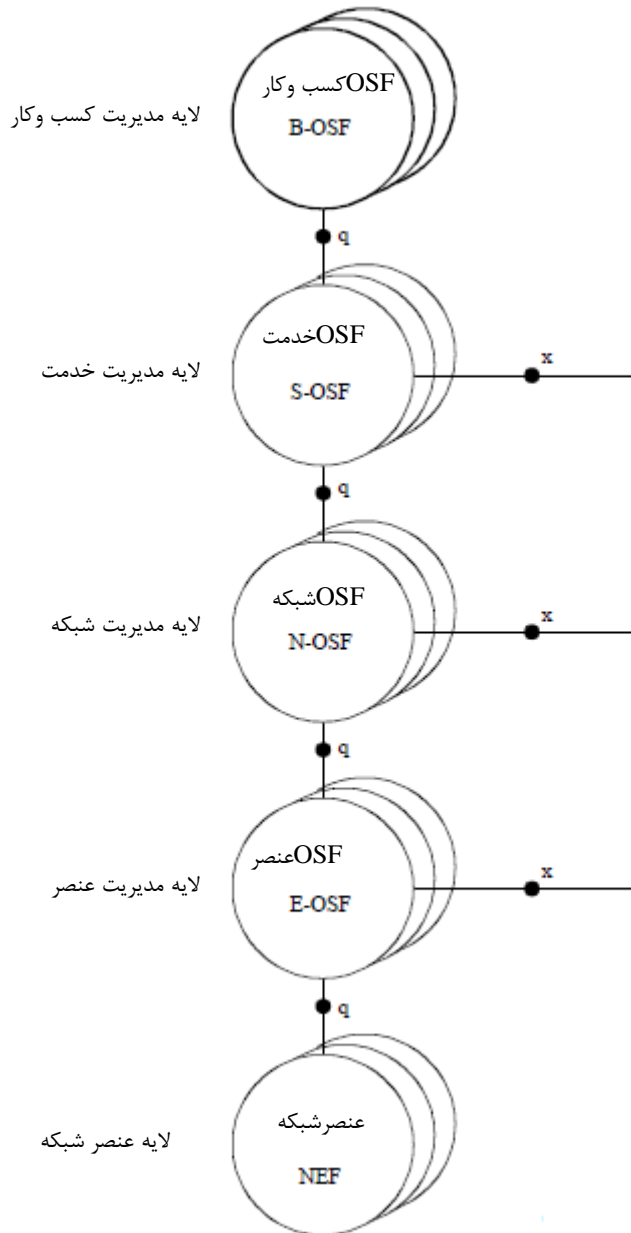 OSFکسب وکار
لایه مدیریت کسب وکار
B-OSF
q
OSFخدمت
x
لایه مدیریت خدمت
S-OSF
q
OSFشبکه
x
لایه مدیریت شبکه
N-OSF
q
OSFعنصر
x
لایه مدیریت عنصر
E-OSF
q
عنصرشبکه
لایه عنصر شبکه
NEF